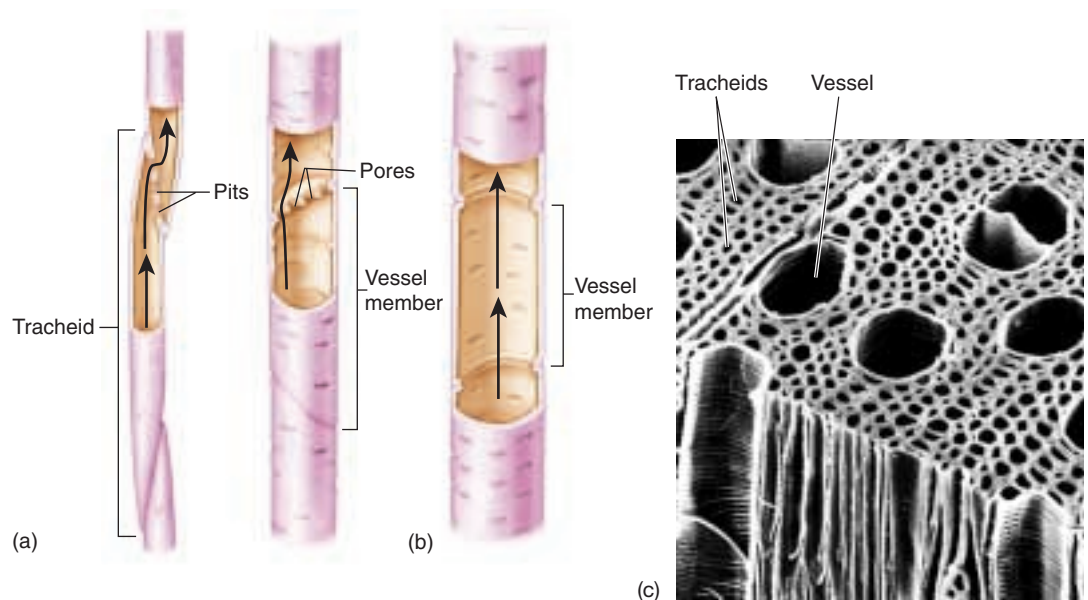 Tracheids
Vessel
Pores
Pits
Vessel
member
Vessel
member
Tracheid
(a)
(b)
(c)